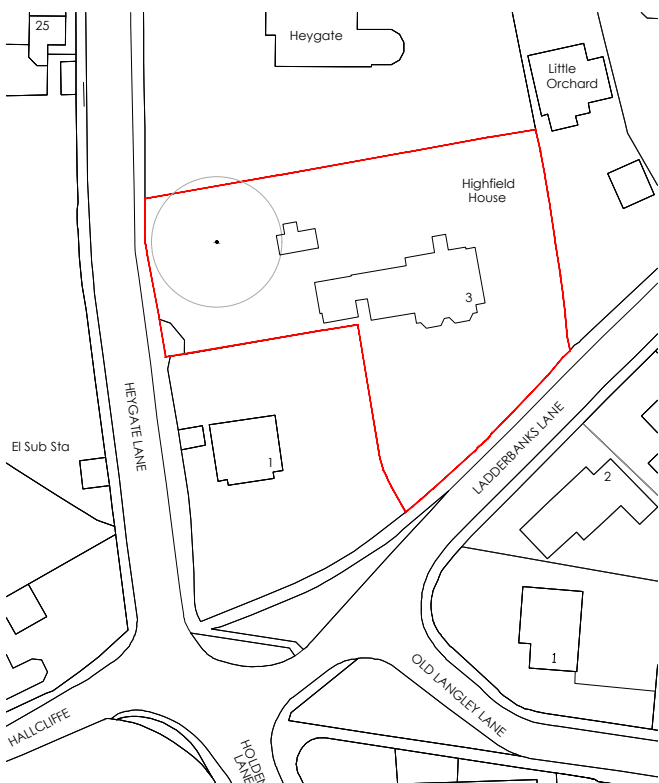 25
Heygate
Little
Orchard
Highfield
House
3
HEYGATE LANE
El Sub Sta
1
LADDERBANKS LANE
2
1
OLD LANGLEY LANE
HALLCLIFFE
HOLDEN
LANE